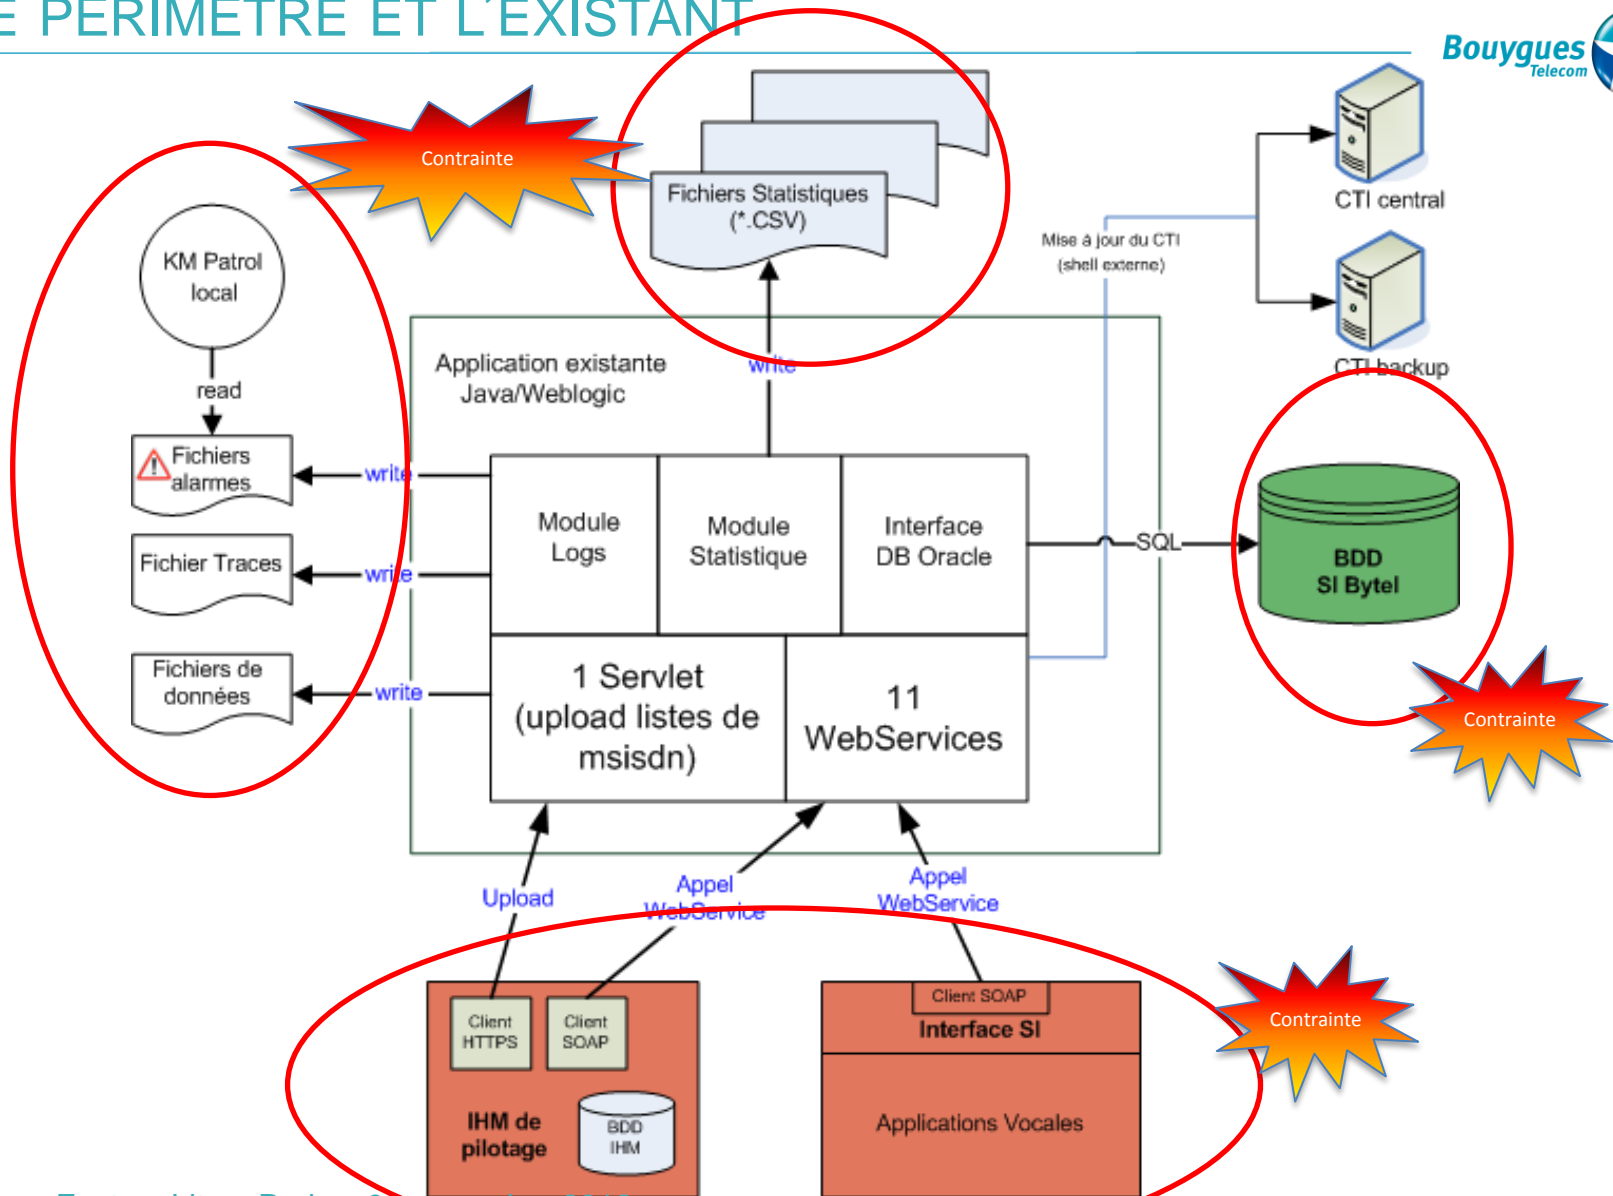 E PÉRIMÈTRE ET L'EXISTANT
Bouygues
Telecom
Contrainte
Fichiers Statistiques
(*.CSV)
CTI central
Mise à jour du CTI
(shell externe)
KM Patrol
local
CTI backup
write
Application existante
Java/Weblogic
read
Fichiers
alarmes
write
Module
Logs
Module
Statistique
Interface
DB Oracle
SQL
BDD
SI Bytel
Fichier Traces
write
Fichiers de
données
write
1 Servlet
(upload listes de
msisdn)
11
WebServices
Contrainte
Upload
Appel
WebService
Appel
WebService
Client
HTTPS
Client
SOAP
Client SOAP
Interface SI
Contrainte
IHM de
pilotage
BDD
IHM
Applications Vocales